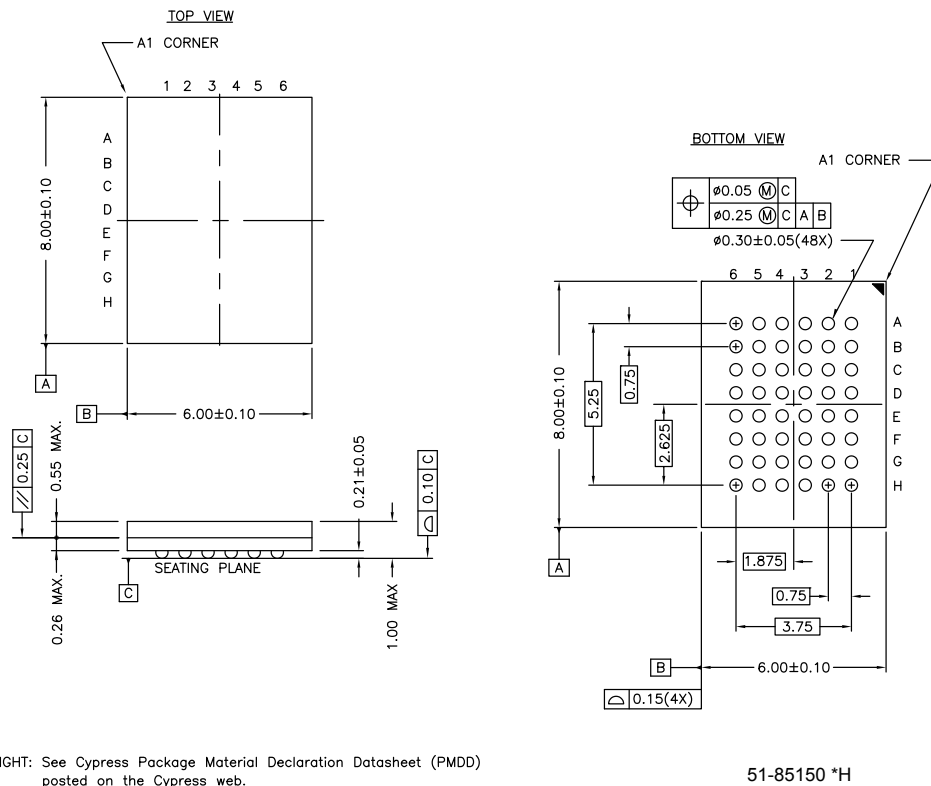 TOP VIEW
A1 CORNER
1 2 3 4 5 6
A
B
C
D
E
F
G
H
8.00±0.10
A
B
6.00±0.10
// 0.25 C
0.55 MAX.
0.21±0.05
⌓ 0.10 C
SEATING PLANE
C
0.26 MAX.
1.00 MAX
BOTTOM VIEW
A1 CORNER
⌖ ⌀0.05 Ⓜ C
⌀0.25 Ⓜ C A B
⌀0.30±0.05(48X)
6 5 4 3 2 1
A
B
C
D
E
F
G
H
8.00±0.10
5.25
0.75
2.625
A
1.875
0.75
3.75
B
6.00±0.10
⌓ 0.15(4X)
IGHT: See Cypress Package Material Declaration Datasheet (PMDD)
posted on the Cypress web.
51-85150 *H